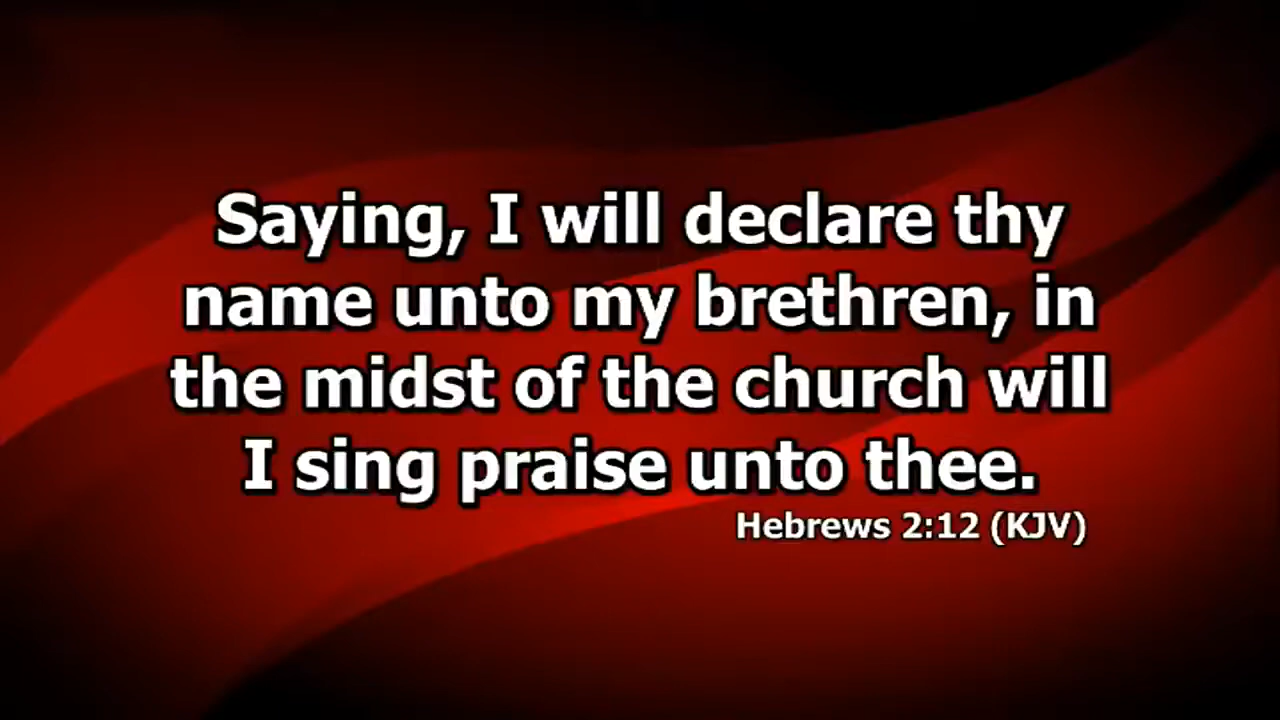 Saying, I will declare thy
name unto my brethren, in
the midst of the church will
I sing praise unto thee.
Hebrews 2:12 (KJV)